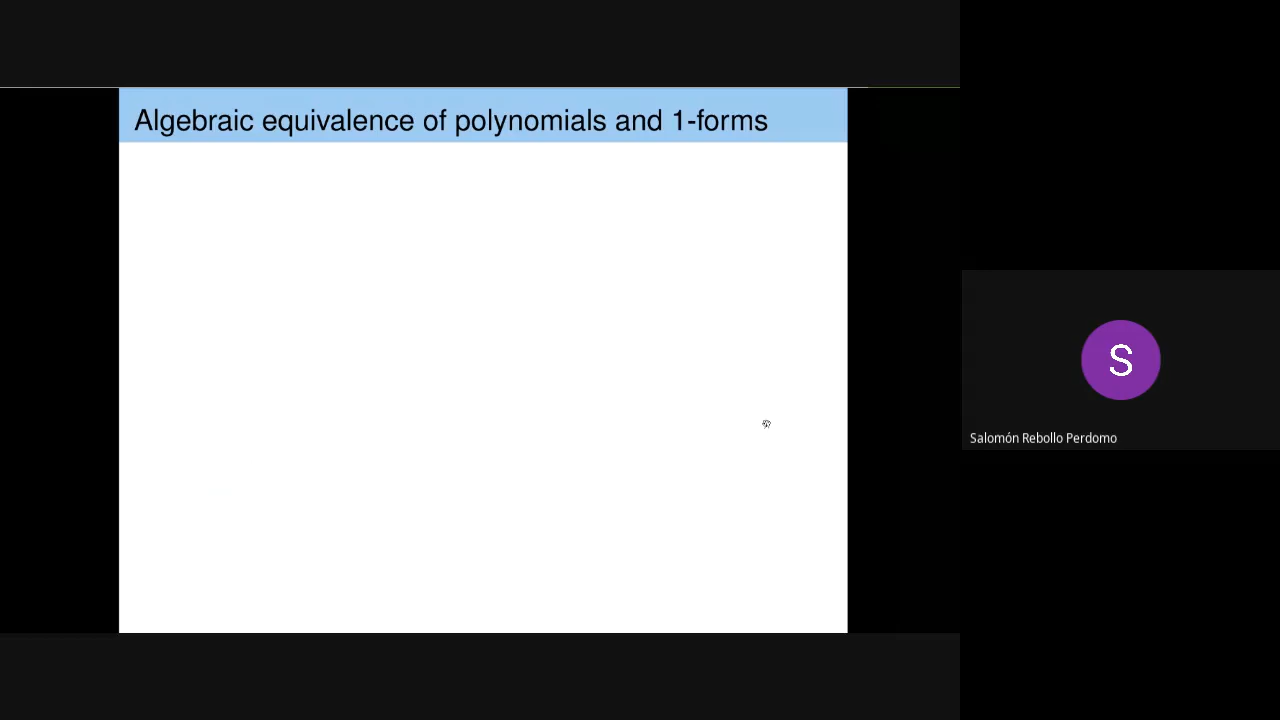 Algebraic equivalence of polynomials and 1-forms
S
Salomón Rebollo Perdomo